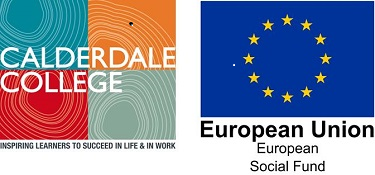 CALDERDALE
COLLEGE
INSPIRING LEARNERS TO SUCCEED IN LIFE & IN WORK
European Union
European
Social Fund